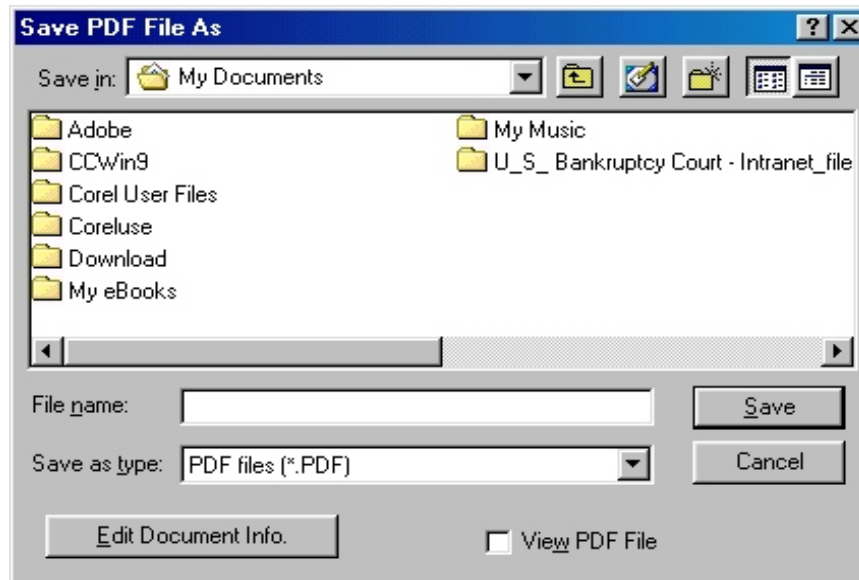 Save PDF File As
Save in: My Documents
Adobe
CCWin9
Corel User Files
Coreluse
Download
My eBooks
My Music
U_S_ Bankruptcy Court - Intranet_file
File name:
Save
Save as type: PDF files (*.PDF)
Cancel
Edit Document Info.
View PDF File